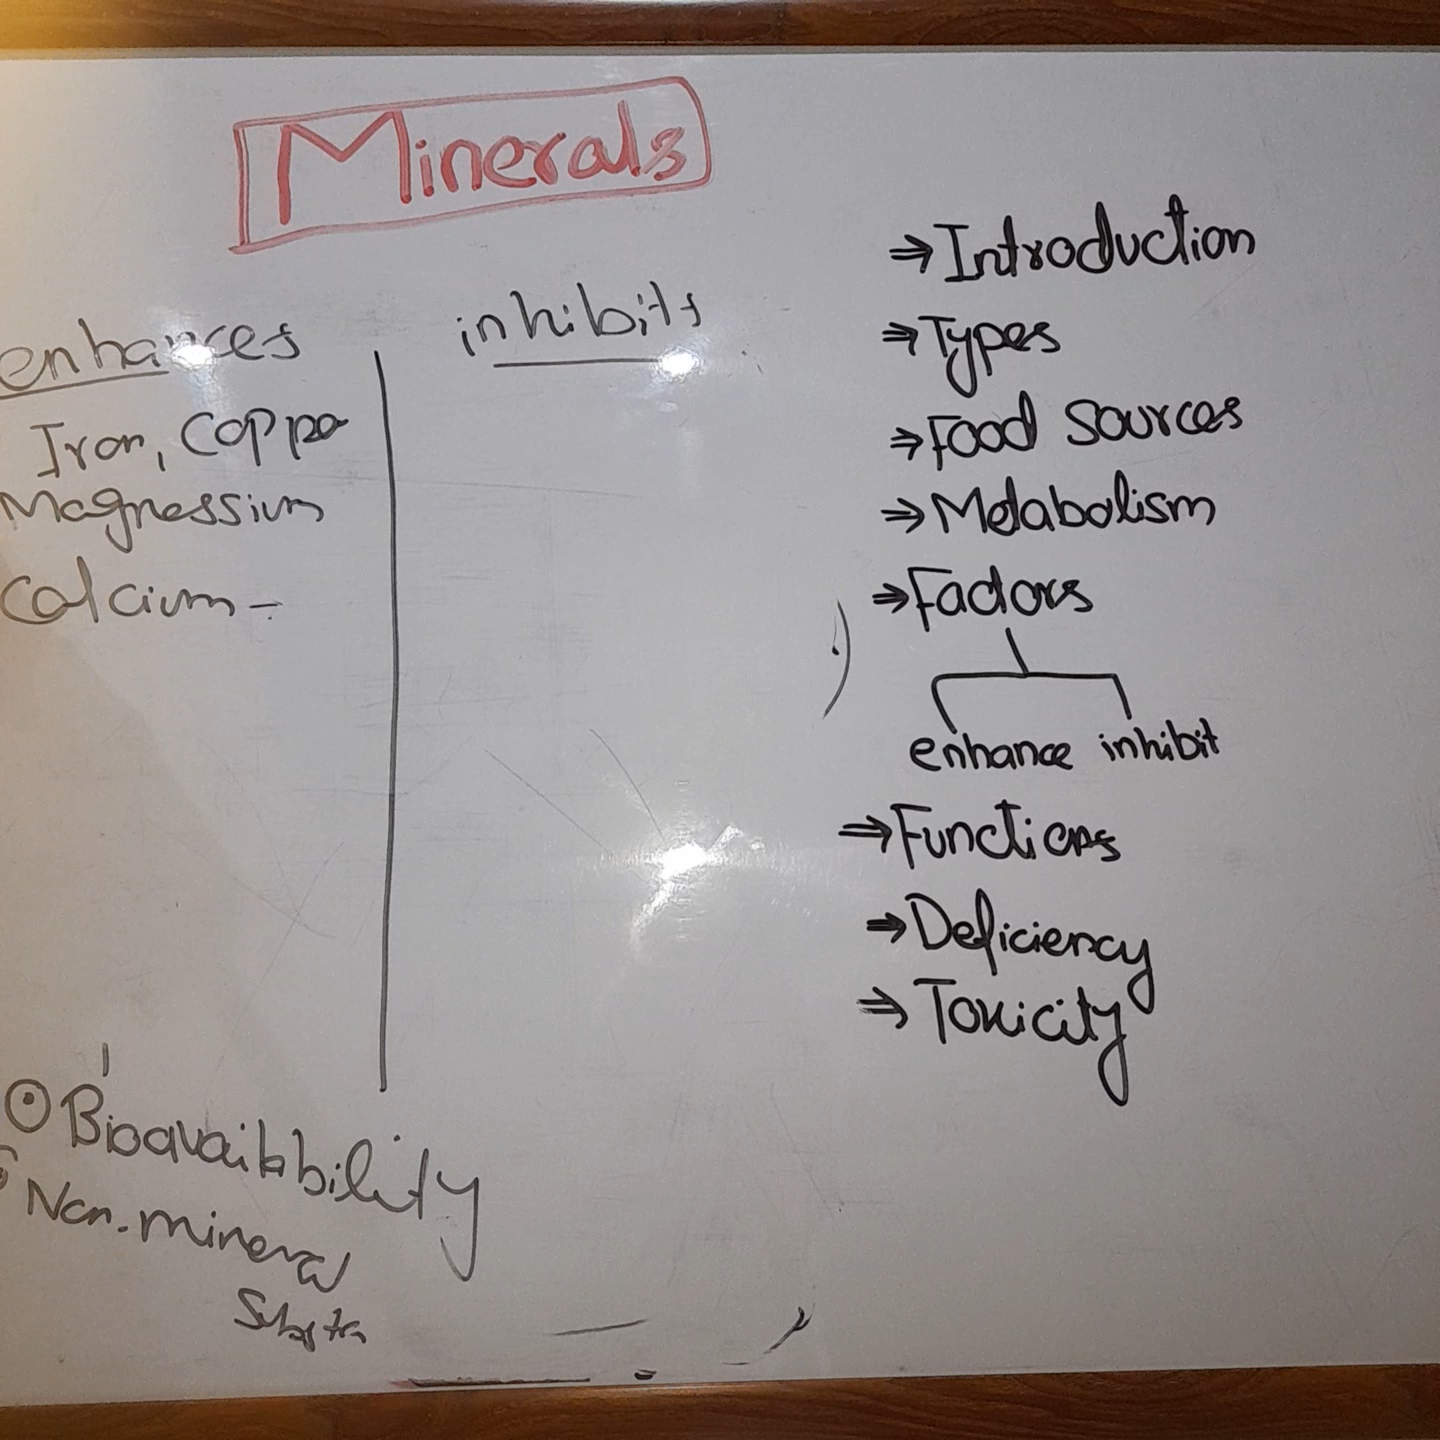 Minerals
enhances
inhibits
Iron, Coppe
Magnessium
Calcium -
⇒ Introduction
⇒ Types
⇒ Food Sources
⇒ Metabolism
⇒ Factors
enhance inhibit
⇒ Functions
⇒ Deficiency
⇒ Toxicity
Bioavailability
Non-mineral